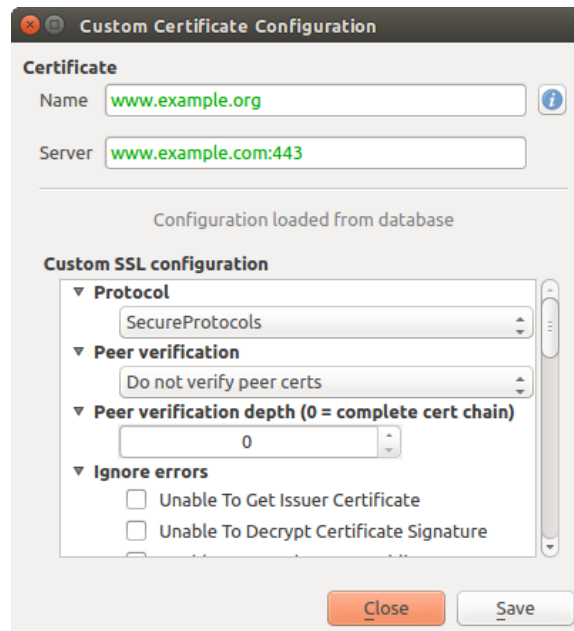 Custom Certificate Configuration
Certificate
Name www.example.org
Server www.example.com:443
Configuration loaded from database
Custom SSL configuration
Protocol
SecureProtocols
Peer verification
Do not verify peer certs
Peer verification depth (0 = complete cert chain)
0
Ignore errors
Unable To Get Issuer Certificate
Unable To Decrypt Certificate Signature
Close Save